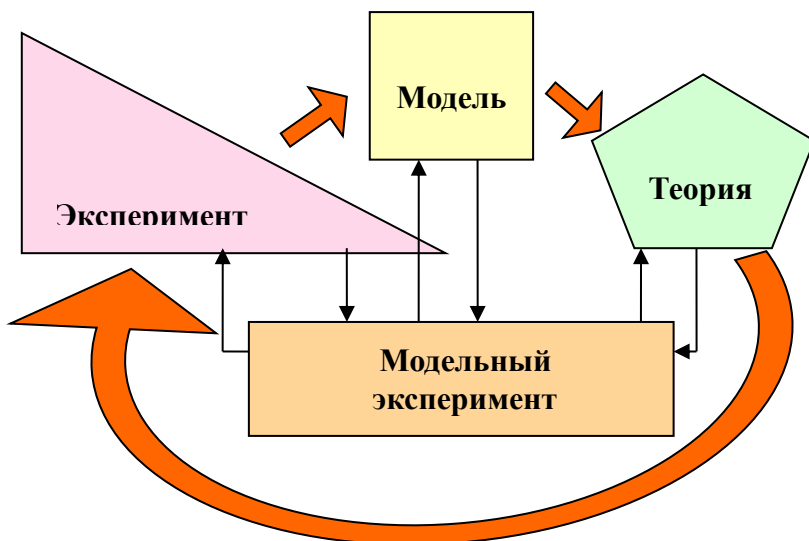 Модель
Теория
Эксперимент
Модельный
эксперимент